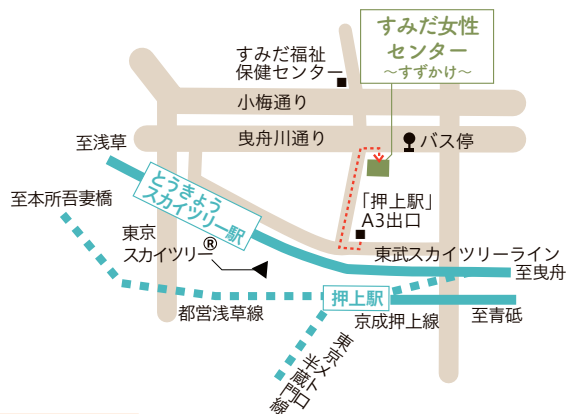 すみだ女性
センター
～すずかけ～
すみだ福祉
保健センター
小梅通り
曳舟川通り
バス停
至浅草
とうきょう
スカイツリー駅
至本所吾妻橋
「押上駅」
A3出口
東京
スカイツリー®
東武スカイツリーライン
至曳舟
押上駅
都営浅草線
京成押上線
至青砥
東京メトロ
半蔵門線